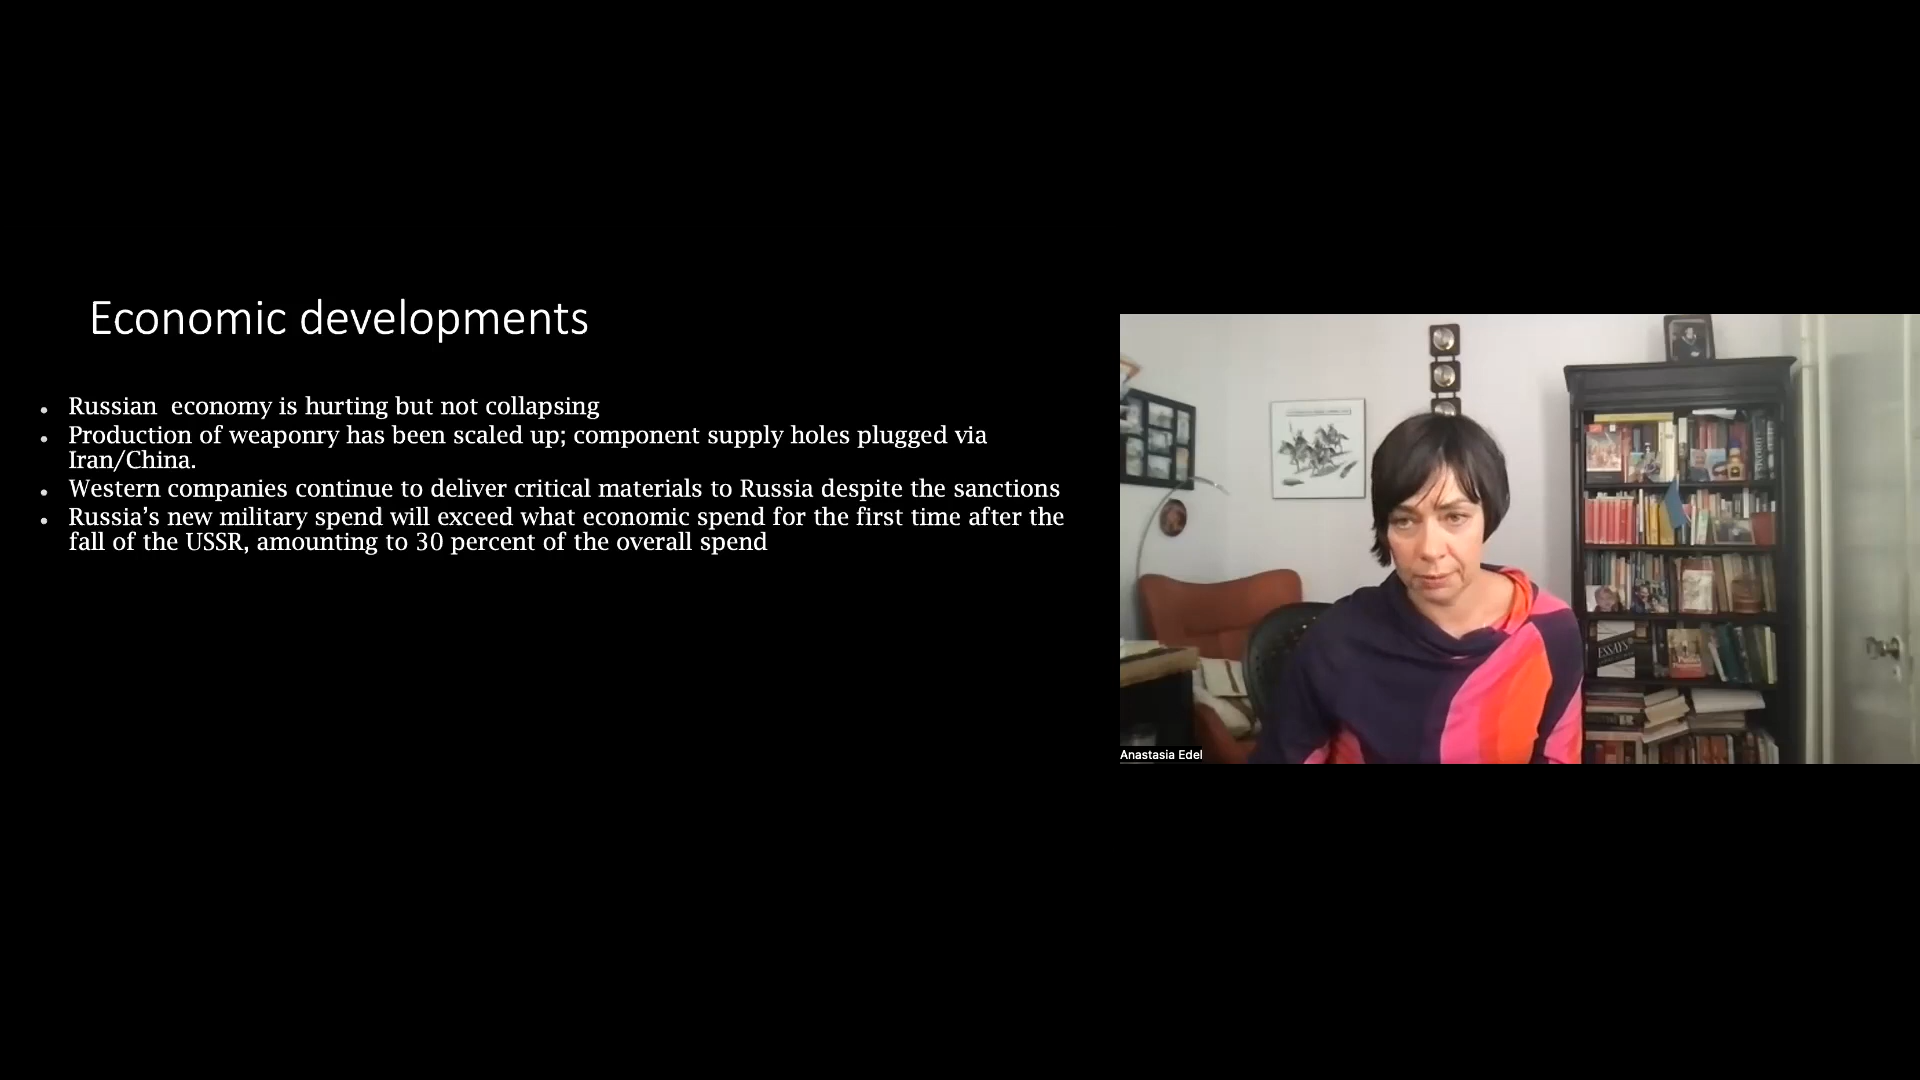 Economic developments
Russian  economy is hurting but not collapsing
Production of weaponry has been scaled up; component supply holes plugged via
Iran/China.
Western companies continue to deliver critical materials to Russia despite the sanctions
Russia’s new military spend will exceed what economic spend for the first time after the
fall of the USSR, amounting to 30 percent of the overall spend
ESSAYS
Anastasia Edel